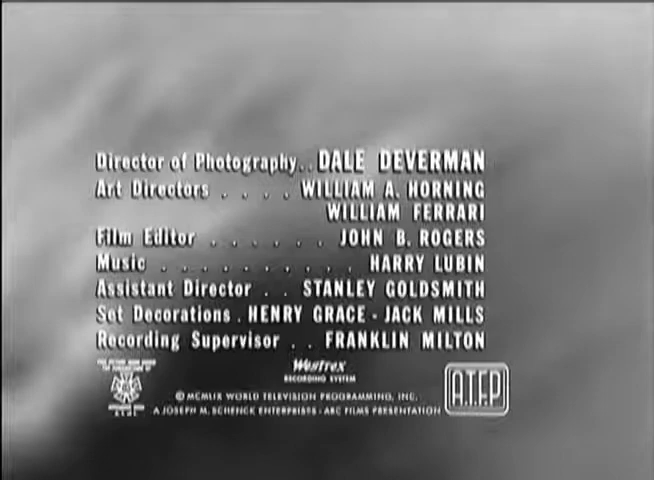 Director of Photography.. DALE DEVERMAN
Art Directors . . . . WILLIAM A. HORNING
WILLIAM FERRARI
Film Editor . . . . . . JOHN B. ROGERS
Music . . . . . . . . . . HARRY LUBIN
Assistant Director . . STANLEY GOLDSMITH
Set Decorations . HENRY GRACE - JACK MILLS
Recording Supervisor . . FRANKLIN MILTON
Westrex
RECORDING SYSTEM
A.T.F.P
© MCMLIX WORLD TELEVISION PROGRAMMING, INC.
A JOSEPH M. SCHENCK ENTERPRISES - ABC FILMS PRESENTATION